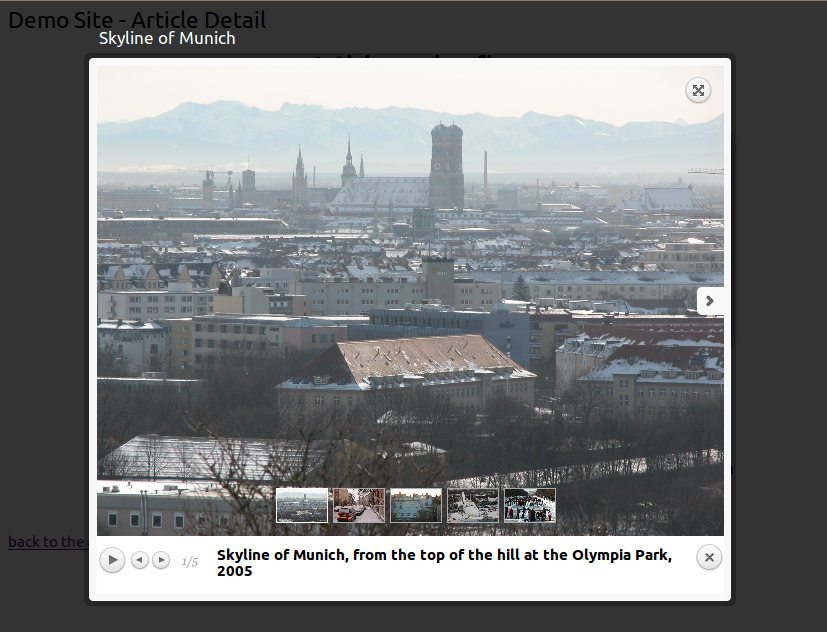 Demo Site - Article Detail
Skyline of Munich
1/5
Skyline of Munich, from the top of the hill at the Olympia Park,
2005
back to the